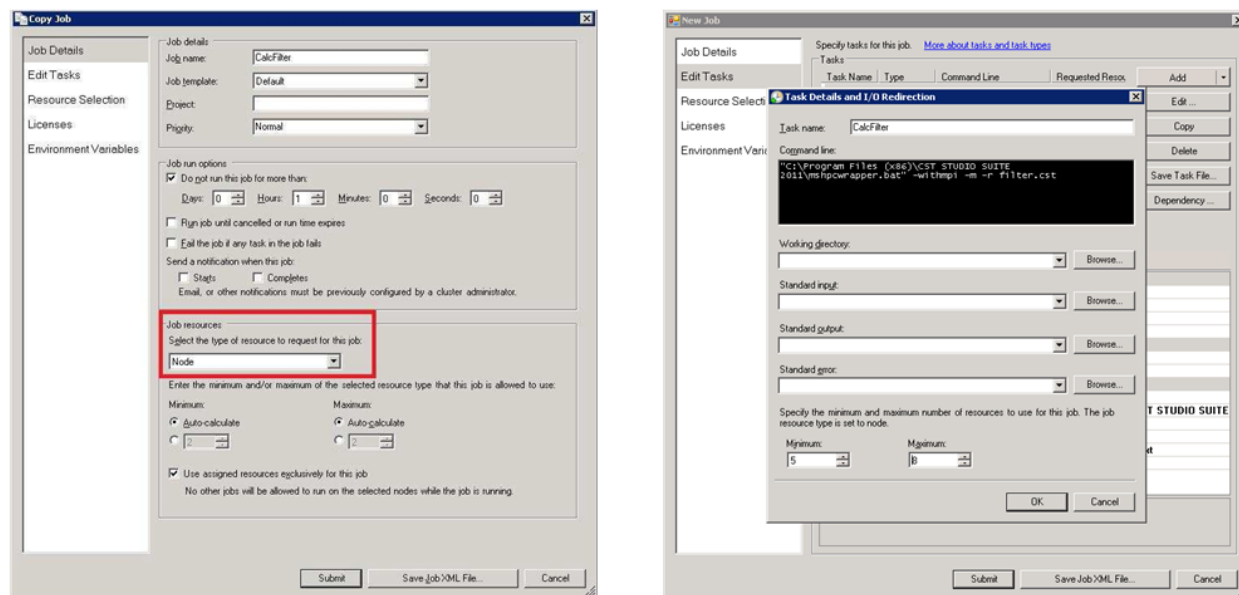 Copy Job
Job Details
Edit Tasks
Resource Selection
Licenses
Environment Variables
Job details
Job name: CalcFilter
Job template: Default
Project:
Priority: Normal
Job run options
Do not run this job for more than:
Days: 0 Hours: 1 Minutes: 0 Seconds: 0
Run job until cancelled or run time expires
Fail the job if any task in the job fails
Send a notification when this job:
Starts Completes
Email, or other notifications must be previously configured by a cluster administrator.
Job resources
Select the type of resource to request for this job:
Node
Enter the minimum and/or maximum of the selected resource type that this job is allowed to use:
Minimum: Maximum:
Auto-calculate Auto-calculate
2 2
Use assigned resources exclusively for this job
No other jobs will be allowed to run on the selected nodes while the job is running.
Submit Save Job XML File... Cancel
New Job
Job Details
Edit Tasks
Resource Selecti
Licenses
Environment Varia
Specify tasks for this job. More about tasks and task types
Tasks
Task Name Type Command Line Requested Resou
Add
Edit ...
Copy
Delete
Save Task File...
Dependency ...
Task Details and I/O Redirection
Task name: CalcFilter
Command line:
"C:\Program Files (x86)\CST STUDIO SUITE
2011\mshpcwrapper.bat" -withmpi -m -r filter.cst
Working directory:
Browse...
Standard input:
Browse...
Standard output:
Browse...
Standard error:
Browse...
Specify the minimum and maximum number of resources to use for this job. The job
resource type is set to node.
Minimum: Maximum:
5 8
OK Cancel
T STUDIO SUITE
Submit Save Job XML File... Cancel